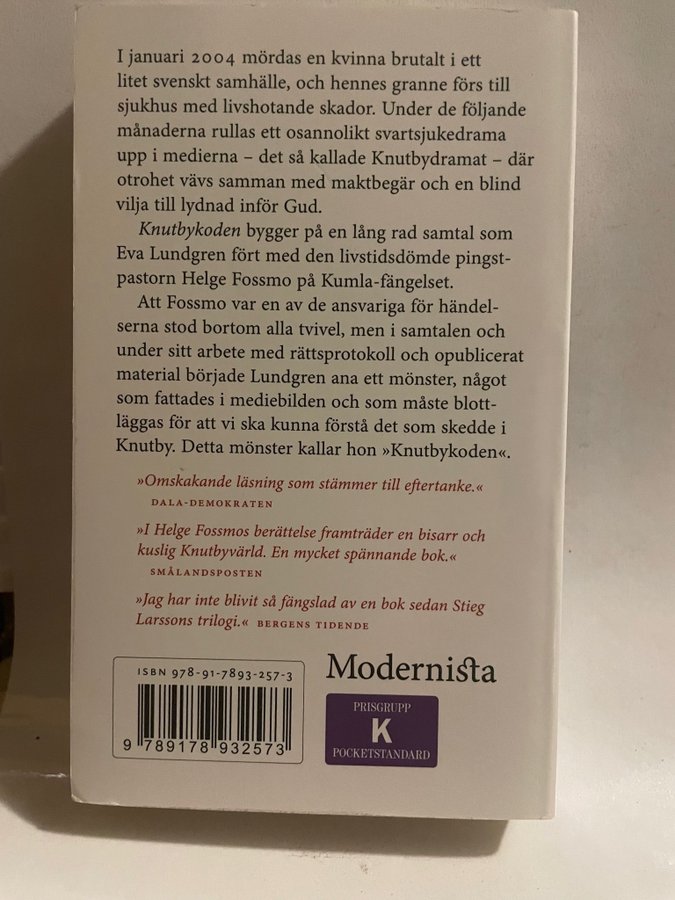 I januari 2004 mördas en kvinna brutalt i ett
litet svenskt samhälle, och hennes granne förs till
sjukhus med livshotande skador. Under de följande
månaderna rullas ett osannolikt svartsjukedrama
upp i medierna – det så kallade Knutbydramat – där
otrohet vävs samman med maktbegär och en blind
vilja till lydnad inför Gud.
Knutbykoden bygger på en lång rad samtal som
Eva Lundgren fört med den livstidsdömde pingst-
pastorn Helge Fossmo på Kumla-fängelset.
Att Fossmo var en av de ansvariga för händel-
serna stod bortom alla tvivel, men i samtalen och
under sitt arbete med rättsprotokoll och opublicerat
material började Lundgren ana ett mönster, något
som fattades i mediebilden och som måste blott-
läggas för att vi ska kunna förstå det som skedde i
Knutby. Detta mönster kallar hon »Knutbykoden«.
»Omskakande läsning som stämmer till eftertanke.«
DALA-DEMOKRATEN
»I Helge Fossmos berättelse framträder en bisarr och
kuslig Knutbyvärld. En mycket spännande bok.«
SMÅLANDSPOSTEN
»Jag har inte blivit så fängslad av en bok sedan Stieg
Larssons trilogi.« BERGENS TIDENDE
ISBN 978-91-7893-257-3
9 789178 932573
Modernista
PRISGRUPP
K
POCKETSTANDARD